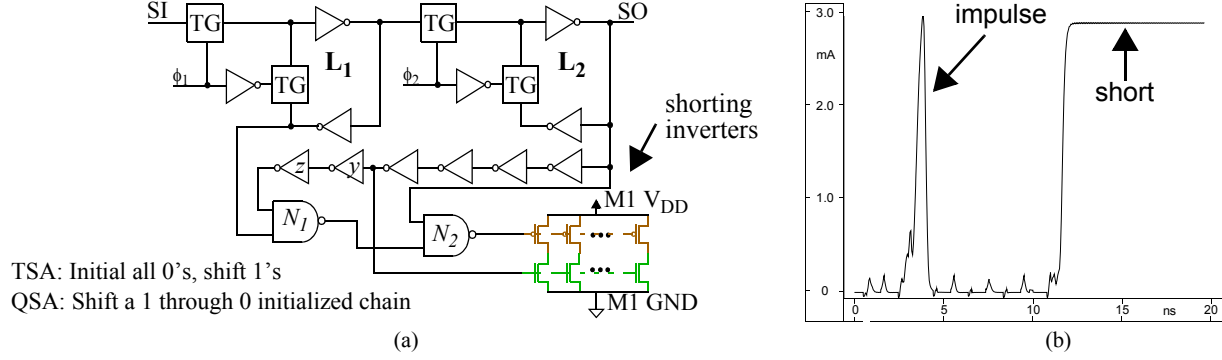 (a)
SI
TG
TG
SO
L1
L2
ϕ1
ϕ2
TG
TG
shorting
inverters
z
y
N1
N2
M1 VDD
•••
•••
M1 GND
TSA: Initial all 0's, shift 1's
QSA: Shift a 1 through 0 initialized chain
(a)
3.0
mA
2.0
1.0
0
0
5
10
15
ns
20
impulse
short
(b)